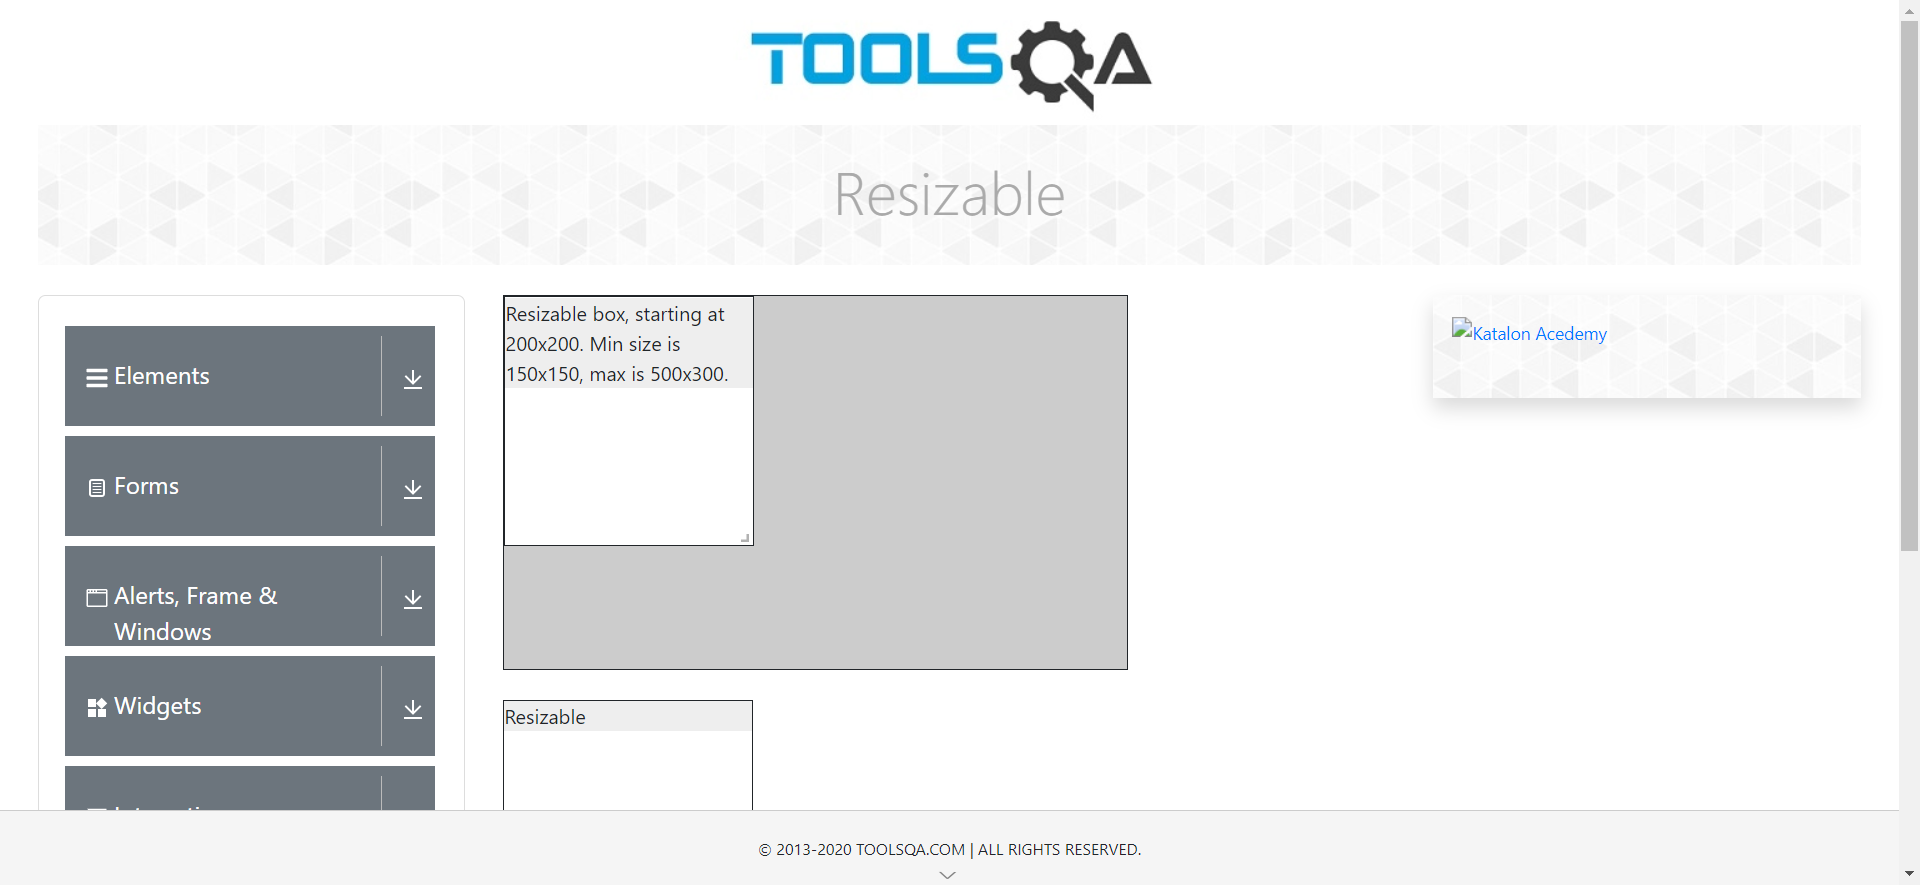 TOOLSQA
Resizable
Elements
Forms
Alerts, Frame &
Windows
Widgets
Resizable box, starting at
200x200. Min size is
150x150, max is 500x300.
Resizable
Katalon Acedemy
© 2013-2020 TOOLSQA.COM | ALL RIGHTS RESERVED.